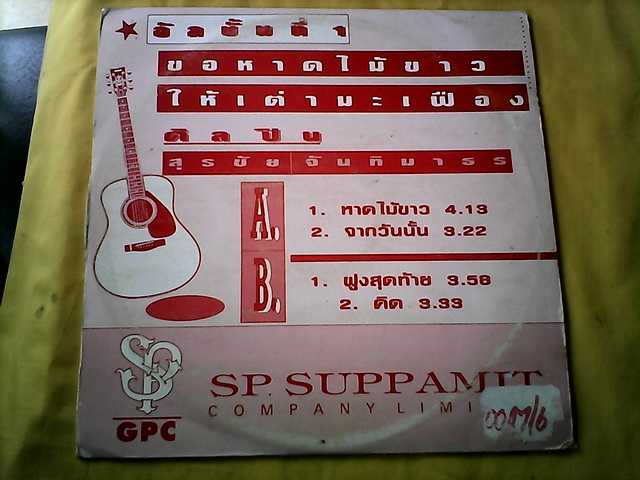 อัลบั้มที่ 1
ขอหาดไม้ขาว
ให้เต่ามะเฟือง
ศิลปิน
สุรชัย จันทิมาธร
A.
1. หาดไม้ขาว 4.13
2. จากวันนั้น 3.22
B.
1. ฝูงสุดท้าย 3.58
2. คิด 3.33
SP
SP. SUPPAMIT
COMPANY
GPC